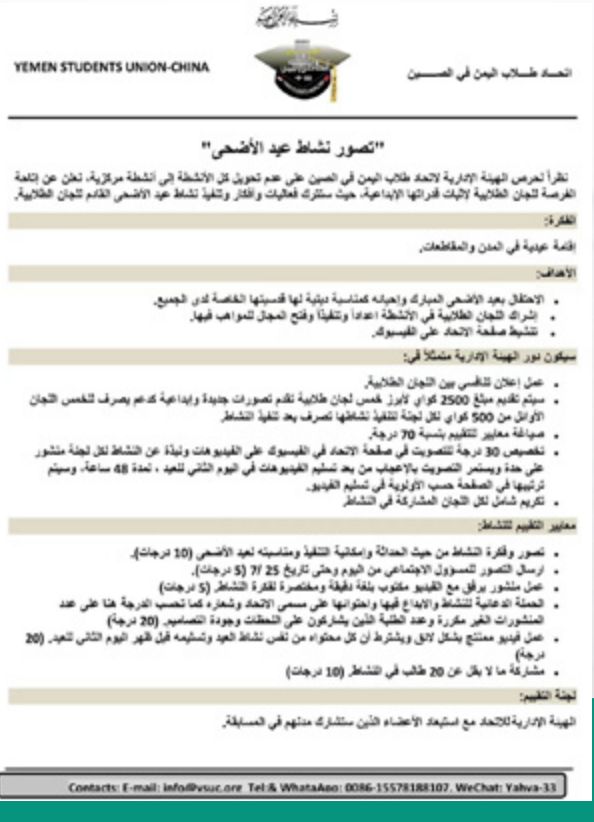 YEMEN STUDENTS UNION-CHINA
اتحـــاد طـــلاب اليمن في الصـــــين
"تصور نشاط عيد الأضحى"
نظراً لحرص الهيئة الإدارية لاتحاد طلاب اليمن في الصين على عدم تحويل كل الأنشطة إلى أنشطة مركزية، تعلن عن إتاحة
الفرصة للجان الطلابية لإثبات قدراتها الإبداعية، حيث ستترك فعاليات وأفكار وتنفيذ نشاط عيد الأضحى القادم للجان الطلابية.
الفكرة:
إقامة عيدية في المدن والمقاطعات.
الأهداف:
• الاحتفال بعيد الأضحى المبارك وإحيائه كمناسبة دينية لها قدسيتها الخاصة لدى الجميع.
• إشراك اللجان الطلابية في الأنشطة اعداداً وتنفيذاً وفتح المجال للمواهب فيها.
• تنشيط صفحة الاتحاد على الفيسبوك.
سيكون دور الهيئة الإدارية متمثلاً في:
• عمل إعلان تنافسي بين اللجان الطلابية.
• سيتم تقديم مبلغ 2500 كواي لأبرز خمس لجان طلابية تقدم تصورات جديدة وإبداعية كدعم يصرف للخمس اللجان
الأوائل من 500 كواي لكل لجنة لتنفيذ نشاطها تصرف بعد تنفيذ النشاط.
• صياغة معايير للتقييم بنسبة 70 درجة.
• تخصيص 30 درجة للتصويت في صفحة الاتحاد في الفيسبوك على الفيديوهات ونبذة عن النشاط لكل لجنة منشور
على حدة ويستمر التصويت بالإعجاب من بعد تسليم الفيديوهات في اليوم الثاني للعيد ، لمدة 48 ساعة، وسيتم
ترتيبها في الصفحة حسب الأولوية في تسليم الفيديو.
• تكريم شامل لكل اللجان المشاركة في النشاط.
معايير التقييم للنشاط:
• تصور وفكرة النشاط من حيث الحداثة وإمكانية التنفيذ ومناسبته لعيد الأضحى (10 درجات).
• ارسال التصور للمسؤول الاجتماعي من اليوم وحتى تاريخ 25 /7 (5 درجات).
• عمل منشور يرفق مع الفيديو مكتوب بلغة دقيقة ومختصرة لفكرة النشاط. (5 درجات)
• الحملة الدعائية للنشاط والابداع فيها واحتوائها على مسمى الاتحاد وشعاره كما تحسب الدرجة هنا على عدد
المنشورات الغير مكررة وعدد الطلبة الذين يشاركون على اللحظات وجودة التصاميم. (20 درجة)
• عمل فيديو ممنتج بشكل لائق ويشترط أن كل محتواه من نفس نشاط العيد وتسليمه قبل ظهر اليوم الثاني للعيد. (20
درجة)
• مشاركة ما لا يقل عن 20 طالب في النشاط. (10 درجات)
لجنة التقييم:
الهيئة الإدارية للاتحاد مع استبعاد الأعضاء الذين ستشارك مدنهم في المسابقة.
Contacts: E-mail: info@ysuc.org Tel:& WhataApp: 0086-15578188107. WeChat: Yahya-33